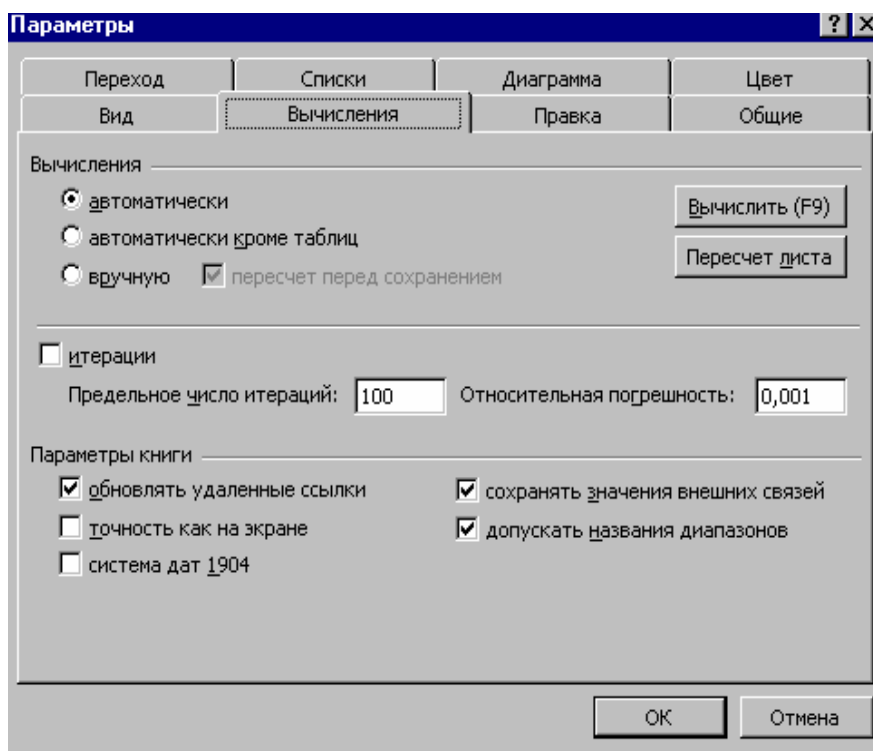 Параметры
Переход Списки Диаграмма Цвет
Вид Вычисления Правка Общие
Вычисления
автоматически
Вычислить (F9)
автоматически кроме таблиц
Пересчет листа
вручную пересчет перед сохранением
итерации
Предельное число итераций: 100 Относительная погрешность: 0,001
Параметры книги
обновлять удаленные ссылки сохранять значения внешних связей
точность как на экране допускать названия диапазонов
система дат 1904
ОК Отмена